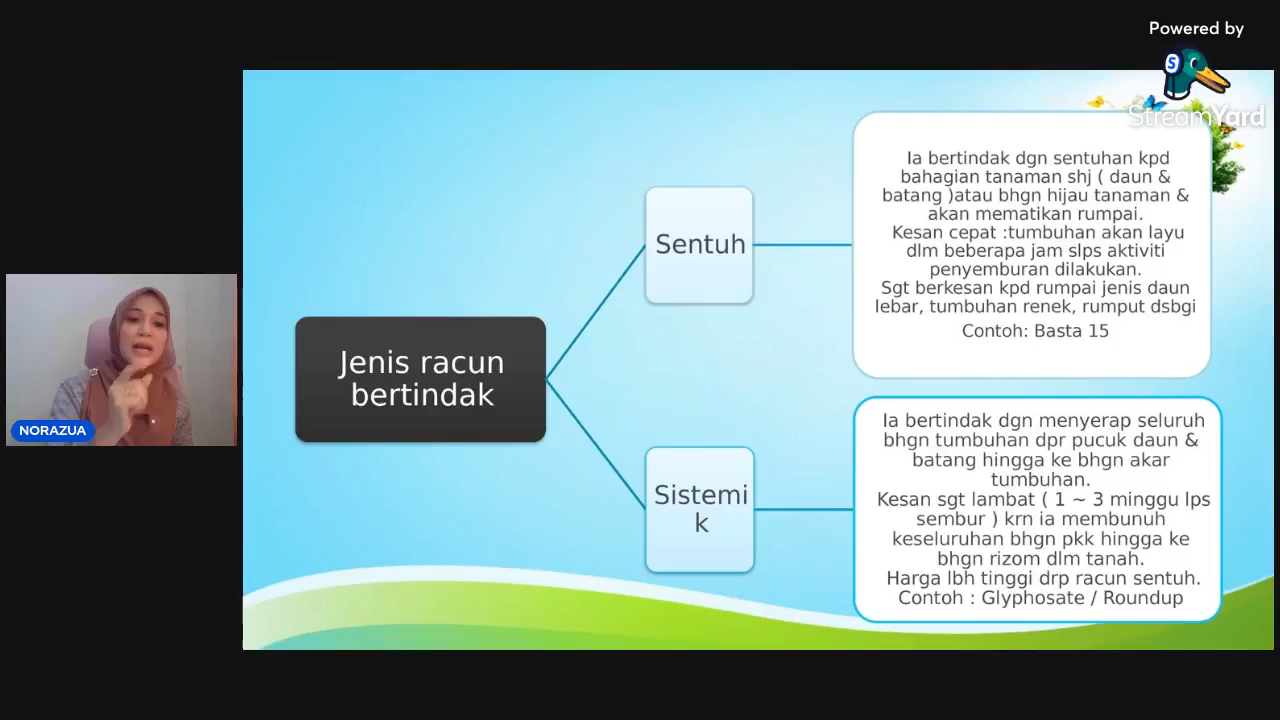 Powered by
StreamYard
Jenis racun
bertindak
Sentuh
Ia bertindak dgn sentuhan kpd
bahagian tanaman shj ( daun &
batang )atau bhgn hijau tanaman &
akan mematikan rumpai.
Kesan cepat :tumbuhan akan layu
dlm beberapa jam slps aktiviti
penyemburan dilakukan.
Sgt berkesan kpd rumpai jenis daun
lebar, tumbuhan renek, rumput dsbgi
Contoh: Basta 15
Sistemi
k
Ia bertindak dgn menyerap seluruh
bhgn tumbuhan dpr pucuk daun &
batang hingga ke bhgn akar
tumbuhan.
Kesan sgt lambat ( 1 ~ 3 minggu lps
sembur ) krn ia membunuh
keseluruhan bhgn pkk hingga ke
bhgn rizom dlm tanah.
Harga lbh tinggi drp racun sentuh.
Contoh : Glyphosate / Roundup
NORAZUA